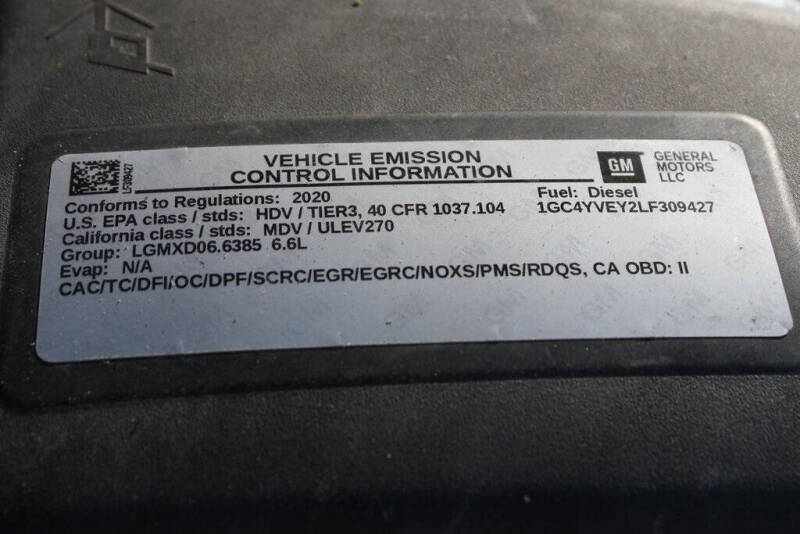 LF309427
VEHICLE EMISSION
CONTROL INFORMATION
GM
GENERAL
MOTORS
LLC
Conforms to Regulations: 2020
Fuel: Diesel
U.S. EPA class / stds: HDV / TIER3, 40 CFR 1037.104
1GC4YVEY2LF309427
California class / stds: MDV / ULEV270
Group: LGMXD06.6385 6.6L
Evap: N/A
CAC/TC/DFI/OC/DPF/SCRC/EGR/EGRC/NOXS/PMS/RDQS, CA OBD: II